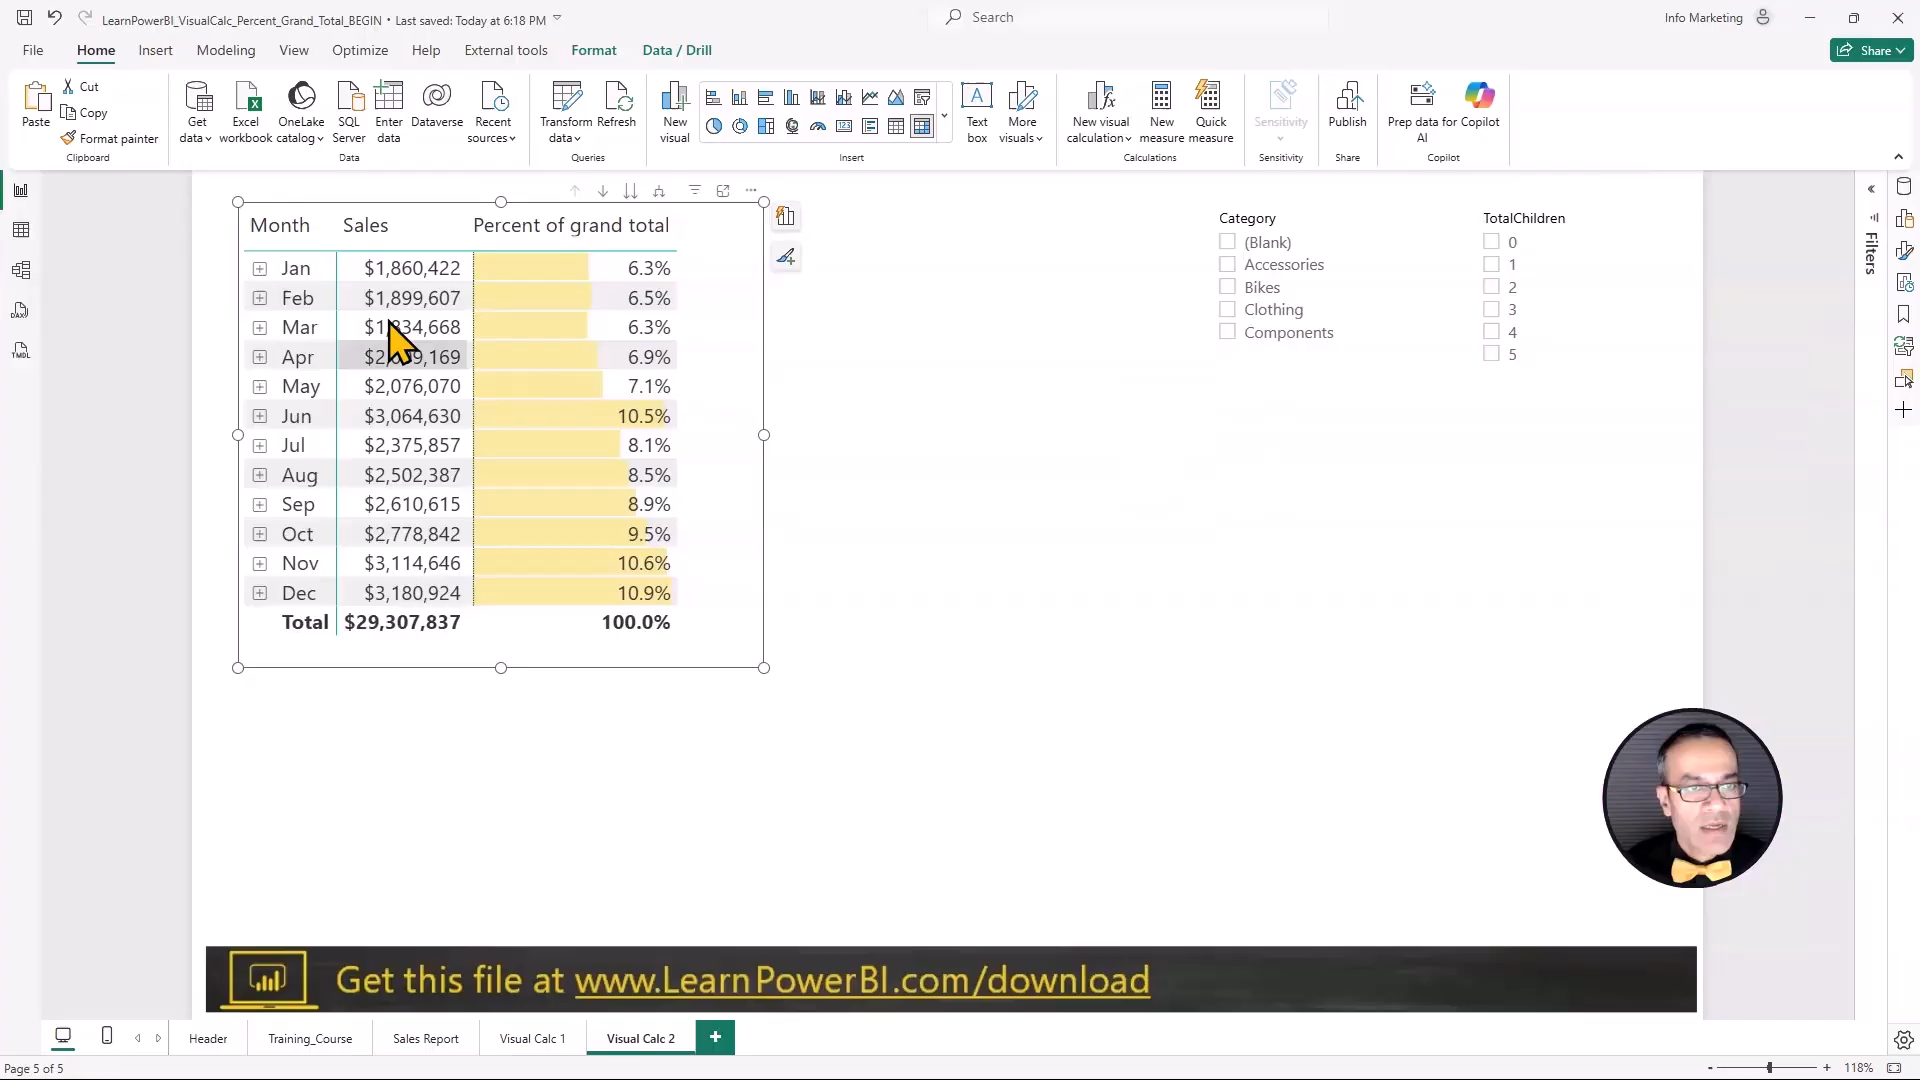 LearnPowerBI_VisualCalc_Percent_Grand_Total_BEGIN • Last saved: Today at 6:18 PM
Search
Info Marketing
File Home Insert Modeling View Optimize Help External tools Format Data / Drill
Share
Paste
Cut
Copy
Format painter
Clipboard
Get data
Excel workbook
OneLake catalog
SQL Server
Enter data
Dataverse
Recent sources
Data
Transform data
Refresh
Queries
New visual
Text box
More visuals
Insert
New visual calculation
New measure
Quick measure
Calculations
Sensitivity
Sensitivity
Publish
Share
Prep data for AI
Copilot
Copilot
Month Sales Percent of grand total
Jan $1,860,422 6.3%
Feb $1,899,607 6.5%
Mar $1,834,668 6.3%
Apr 169 6.9%
May $2,076,070 7.1%
Jun $3,064,630 10.5%
Jul $2,375,857 8.1%
Aug $2,502,387 8.5%
Sep $2,610,615 8.9%
Oct $2,778,842 9.5%
Nov $3,114,646 10.6%
Dec $3,180,924 10.9%
Total $29,307,837 100.0%
Category
(Blank)
Accessories
Bikes
Clothing
Components
TotalChildren
0
1
2
3
4
5
Filters
DAX
TMDL
Get this file at www.LearnPowerBI.com/download
Header Training_Course Sales Report Visual Calc 1 Visual Calc 2
Page 5 of 5
118%